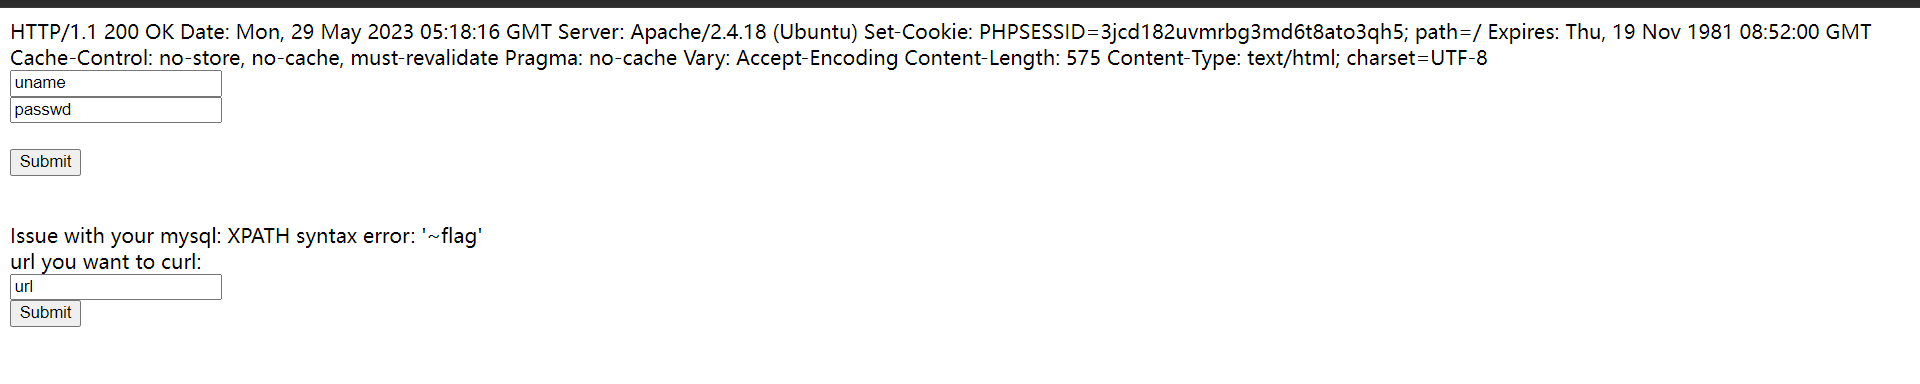 HTTP/1.1 200 OK Date: Mon, 29 May 2023 05:18:16 GMT Server: Apache/2.4.18 (Ubuntu) Set-Cookie: PHPSESSID=3jcd182uvmrbg3md6t8ato3qh5; path=/ Expires: Thu, 19 Nov 1981 08:52:00 GMT
Cache-Control: no-store, no-cache, must-revalidate Pragma: no-cache Vary: Accept-Encoding Content-Length: 575 Content-Type: text/html; charset=UTF-8
uname
passwd
Submit
Issue with your mysql: XPATH syntax error: '~flag'
url you want to curl:
url
Submit